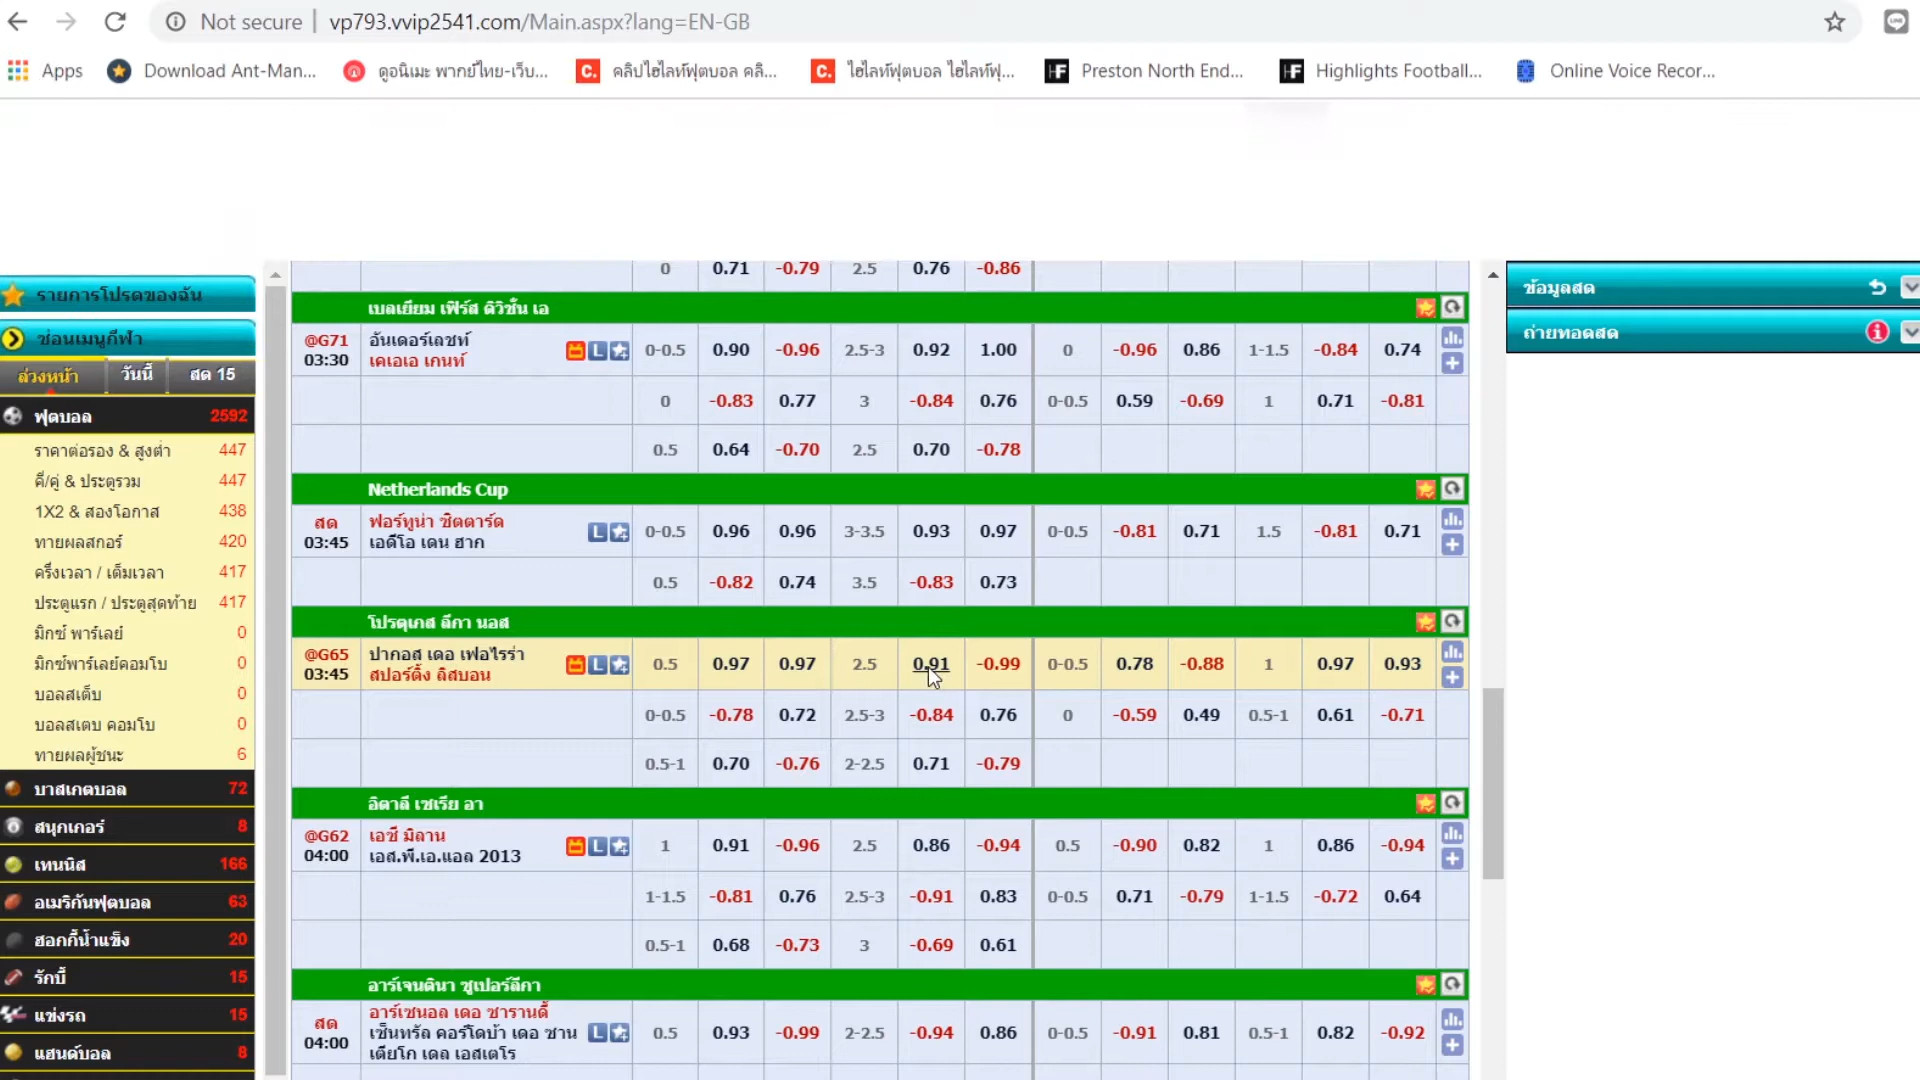 Not secure | vp793.vvip2541.com/Main.aspx?lang=EN-GB
Apps Download Ant-Man... ดูอนิเมะ พากย์ไทย-เว็บ... คลิปไฮไลท์ฟุตบอล คลิ... ไฮไลท์ฟุตบอล ไฮไลท์ฟุ... Preston North End... Highlights Football... Online Voice Recor...
รายการโปรดของฉัน
ซ่อนเมนูกีฬา
ล่วงหน้า วันนี้ สด 15
ฟุตบอล 2592
ราคาต่อรอง & สูงต่ำ 447
คี่/คู่ & ประตูรวม 447
1X2 & สองโอกาส 438
ทายผลสกอร์ 420
ครึ่งเวลา / เต็มเวลา 417
ประตูแรก / ประตูสุดท้าย 417
มิกซ์ พาร์เลย์ 0
มิกซ์พาร์เลย์คอมโบ 0
บอลสเต็บ 0
บอลสเตบ คอมโบ 0
ทายผลผู้ชนะ 6
บาสเกตบอล 72
สนุกเกอร์ 8
เทนนิส 166
อเมริกันฟุตบอล 63
ฮอกกี้น้ำแข็ง 20
รักบี้ 15
แข่งรถ 15
แฮนด์บอล 8
0 0.71 -0.79 2.5 0.76 -0.86
เบลเยียม เฟิร์ส ดิวิชั่น เอ
@G71 อันเดอร์เลชท์
03:30 เคเอเอ เกนท์ L 0-0.5 0.90 -0.96 2.5-3 0.92 1.00 0 -0.96 0.86 1-1.5 -0.84 0.74
0 -0.83 0.77 3 -0.84 0.76 0-0.5 0.59 -0.69 1 0.71 -0.81
0.5 0.64 -0.70 2.5 0.70 -0.78
Netherlands Cup
สด ฟอร์ทูน่า ซิตตาร์ด
03:45 เอดีโอ เดน ฮาก L 0-0.5 0.96 0.96 3-3.5 0.93 0.97 0-0.5 -0.81 0.71 1.5 -0.81 0.71
0.5 -0.82 0.74 3.5 -0.83 0.73
โปรตุเกส ลีกา นอส
@G65 ปากอส เดอ เฟอไรร่า
03:45 สปอร์ติ้ง ลิสบอน L 0.5 0.97 0.97 2.5 0.91 -0.99 0-0.5 0.78 -0.88 1 0.97 0.93
0-0.5 -0.78 0.72 2.5-3 -0.84 0.76 0 -0.59 0.49 0.5-1 0.61 -0.71
0.5-1 0.70 -0.76 2-2.5 0.71 -0.79
อิตาลี เซเรีย อา
@G62 เอซี มิลาน
04:00 เอส.พี.เอ.แอล 2013 L 1 0.91 -0.96 2.5 0.86 -0.94 0.5 -0.90 0.82 1 0.86 -0.94
1-1.5 -0.81 0.76 2.5-3 -0.91 0.83 0-0.5 0.71 -0.79 1-1.5 -0.72 0.64
0.5-1 0.68 -0.73 3 -0.69 0.61
อาร์เจนตินา ซูเปอร์ลีกา
สด อาร์เซนอล เดอ ซารานดี้
04:00 เซ็นทรัล คอร์โดบ้า เดอ ซาน L 0.5 0.93 -0.99 2-2.5 -0.94 0.86 0-0.5 -0.91 0.81 0.5-1 0.82 -0.92
เตียโก เดล เอสเตโร
ข้อมูลสด
ถ่ายทอดสด